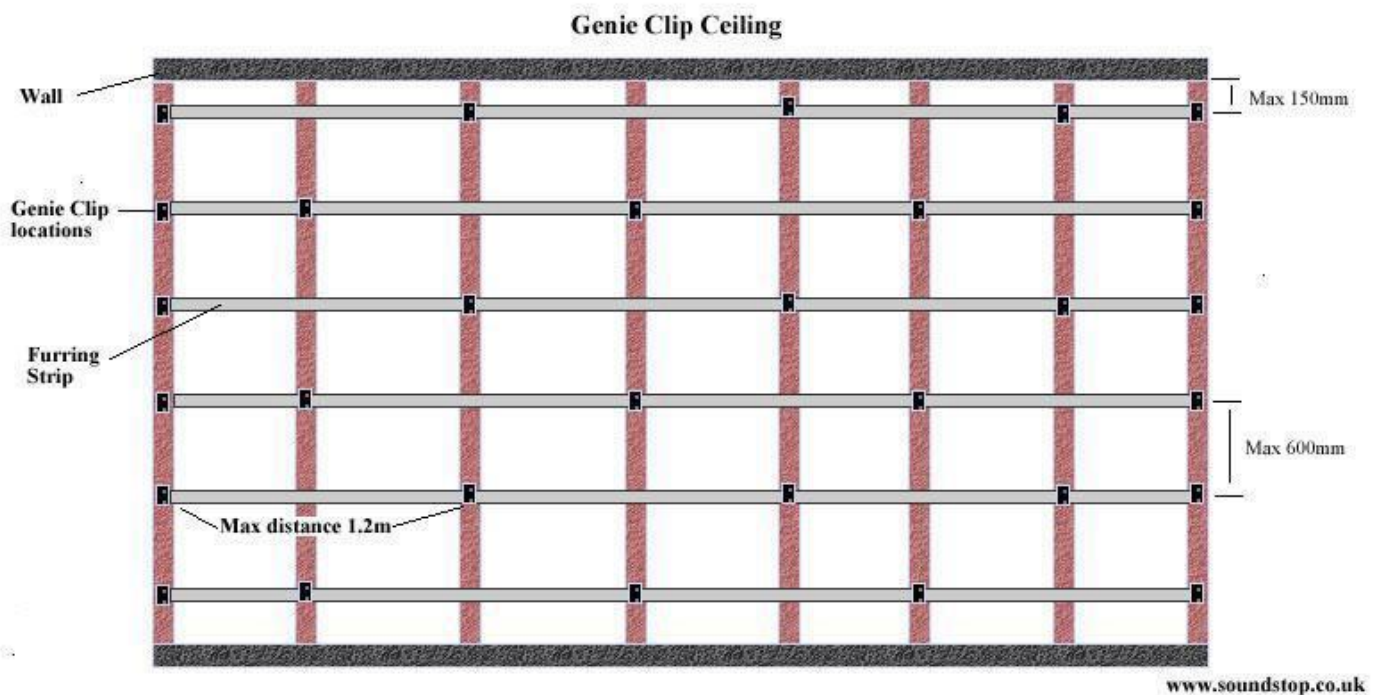 Genie Clip Ceiling
Wall
Max 150mm
Genie Clip
locations
Furring
Strip
Max 600mm
Max distance 1.2m
www.soundstop.co.uk